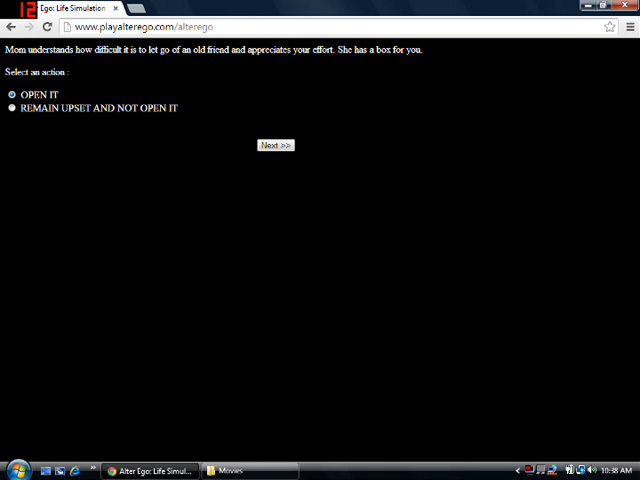 12
Ego: Life Simulation
www.playalterego.com/alterego
Mom understands how difficult it is to let go of an old friend and appreciates your effort. She has a box for you.
Select an action :
OPEN IT
REMAIN UPSET AND NOT OPEN IT
Next >>
Alter Ego: Life Simul...
Movies
10:38 AM